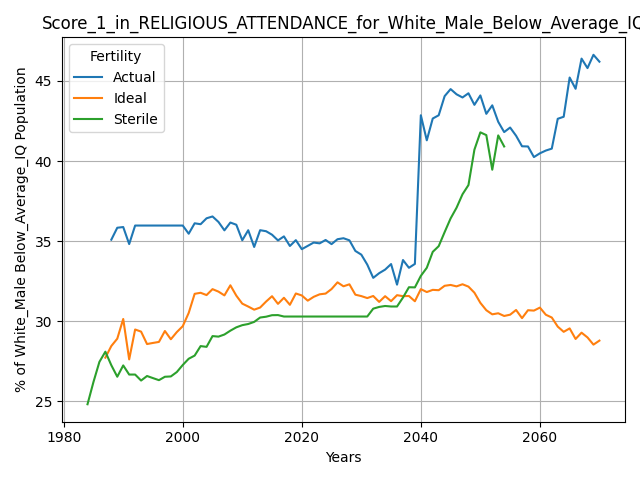 Score_1_in_RELIGIOUS_ATTENDANCE_for_White_Male_Below_Average_IQ
Fertility
Actual
Ideal
Sterile
% of White_Male Below_Average_IQ Population
45
40
35
30
25
1980
2000
2020
2040
2060
Years